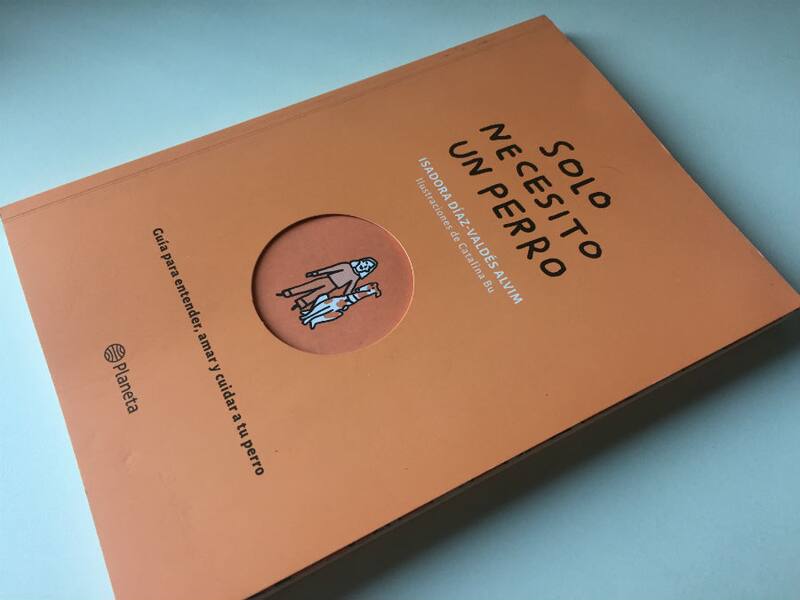 SOLO
NECESITO
UN PERRO
ISADORA DÍAZ-VALDÉS ALVIM
Ilustraciones de Catalina Bu
Guía para entender, amar y cuidar a tu perro
Planeta